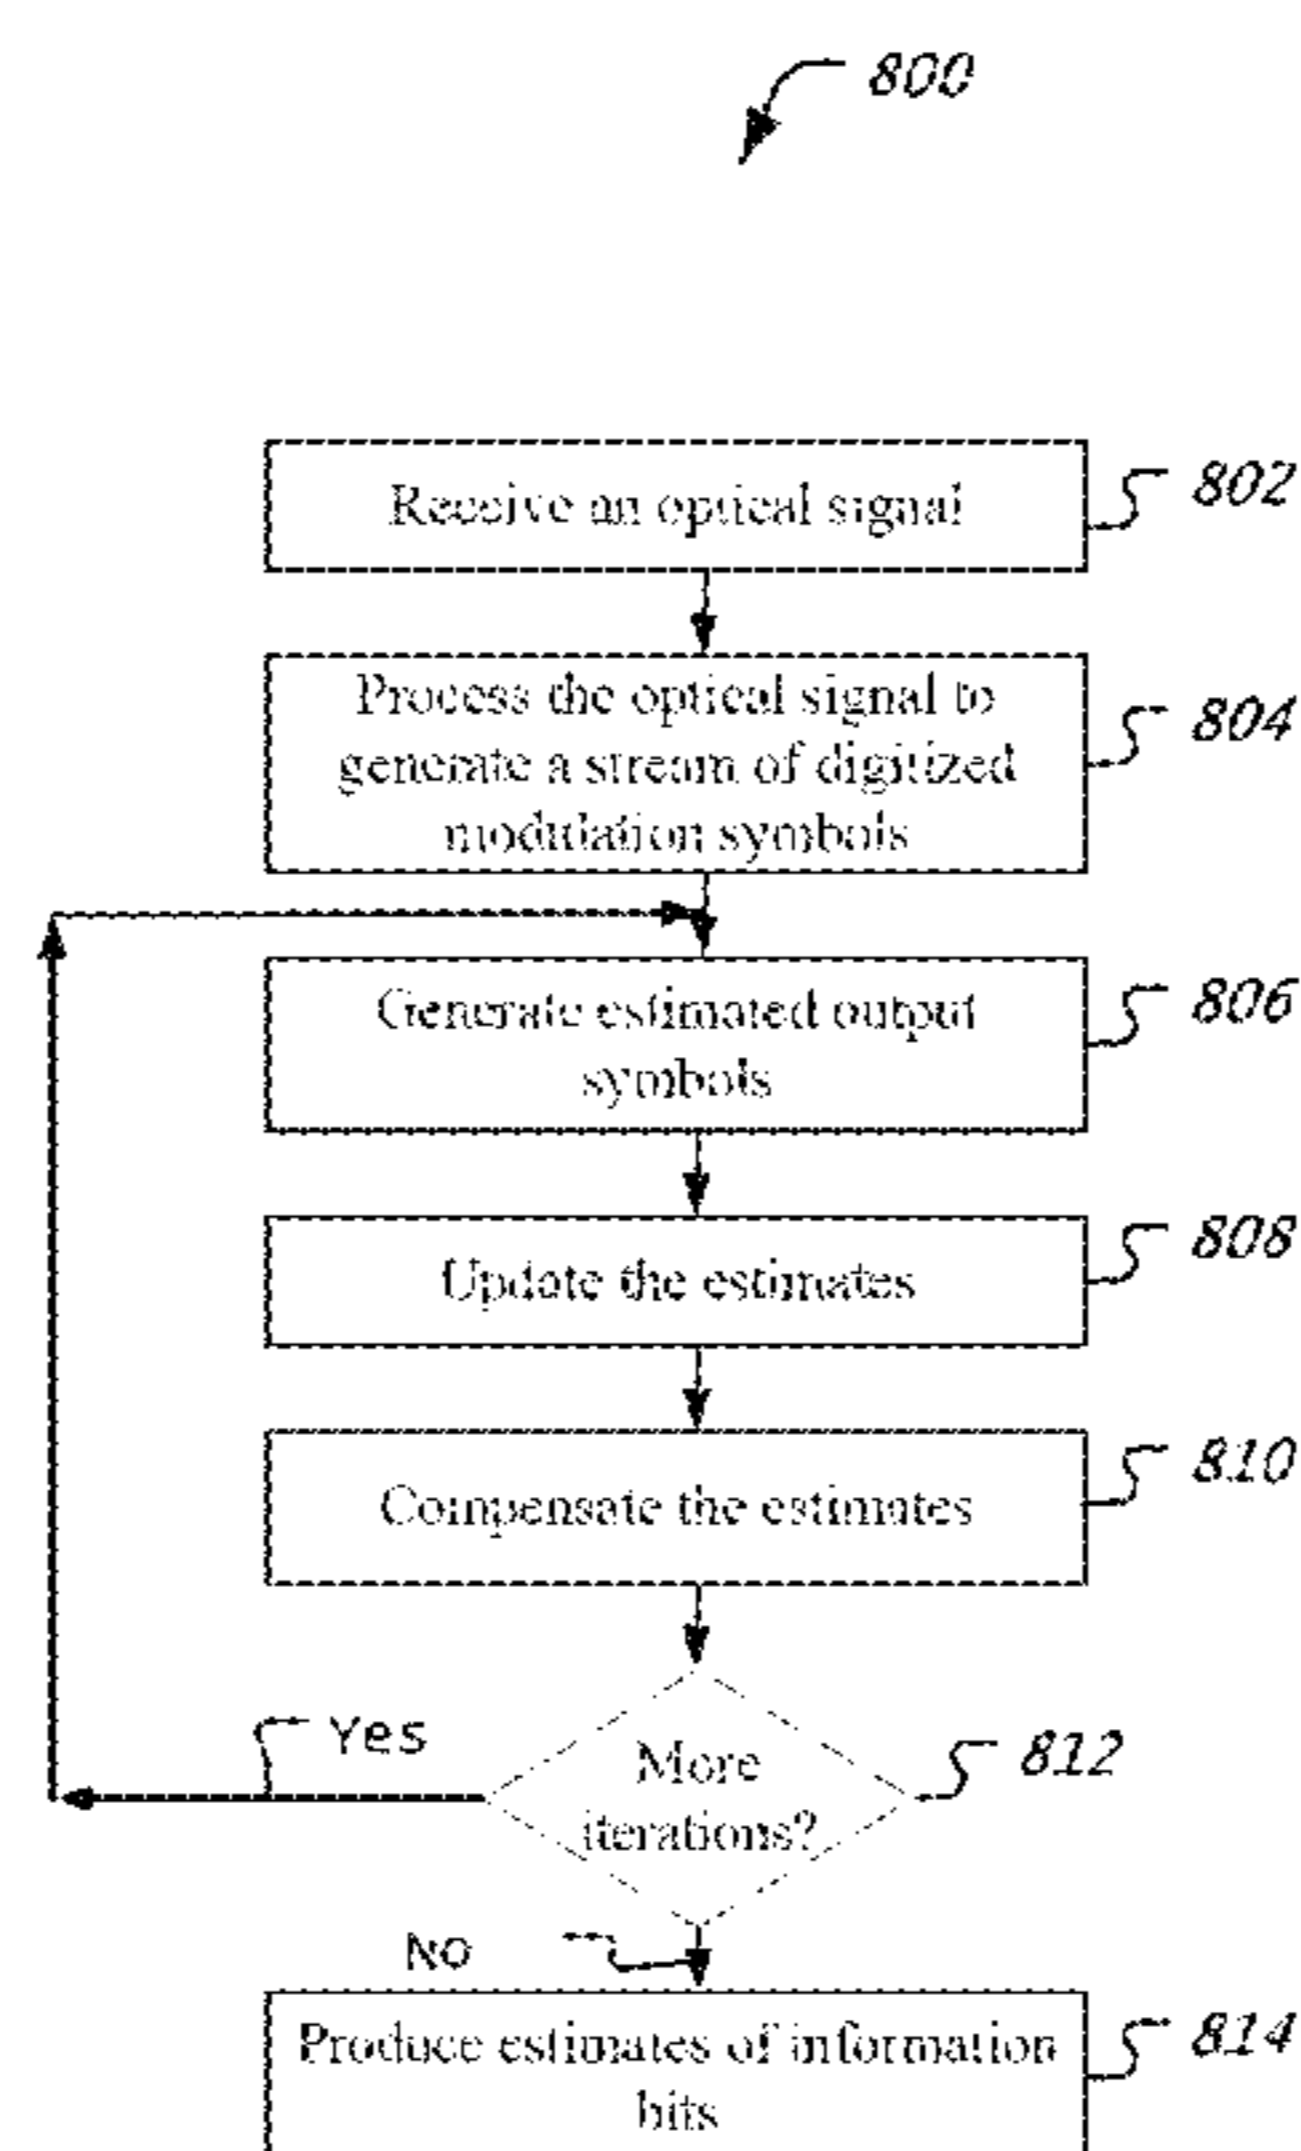 800
Receive an optical signal
802
Process the optical signal to
generate a stream of digitized
modulation symbols
804
Generate estimated output
symbols
806
Update the estimates
808
Compensate the estimates
810
More
iterations?
812
Yes
No
Produce estimates of information
bits
814